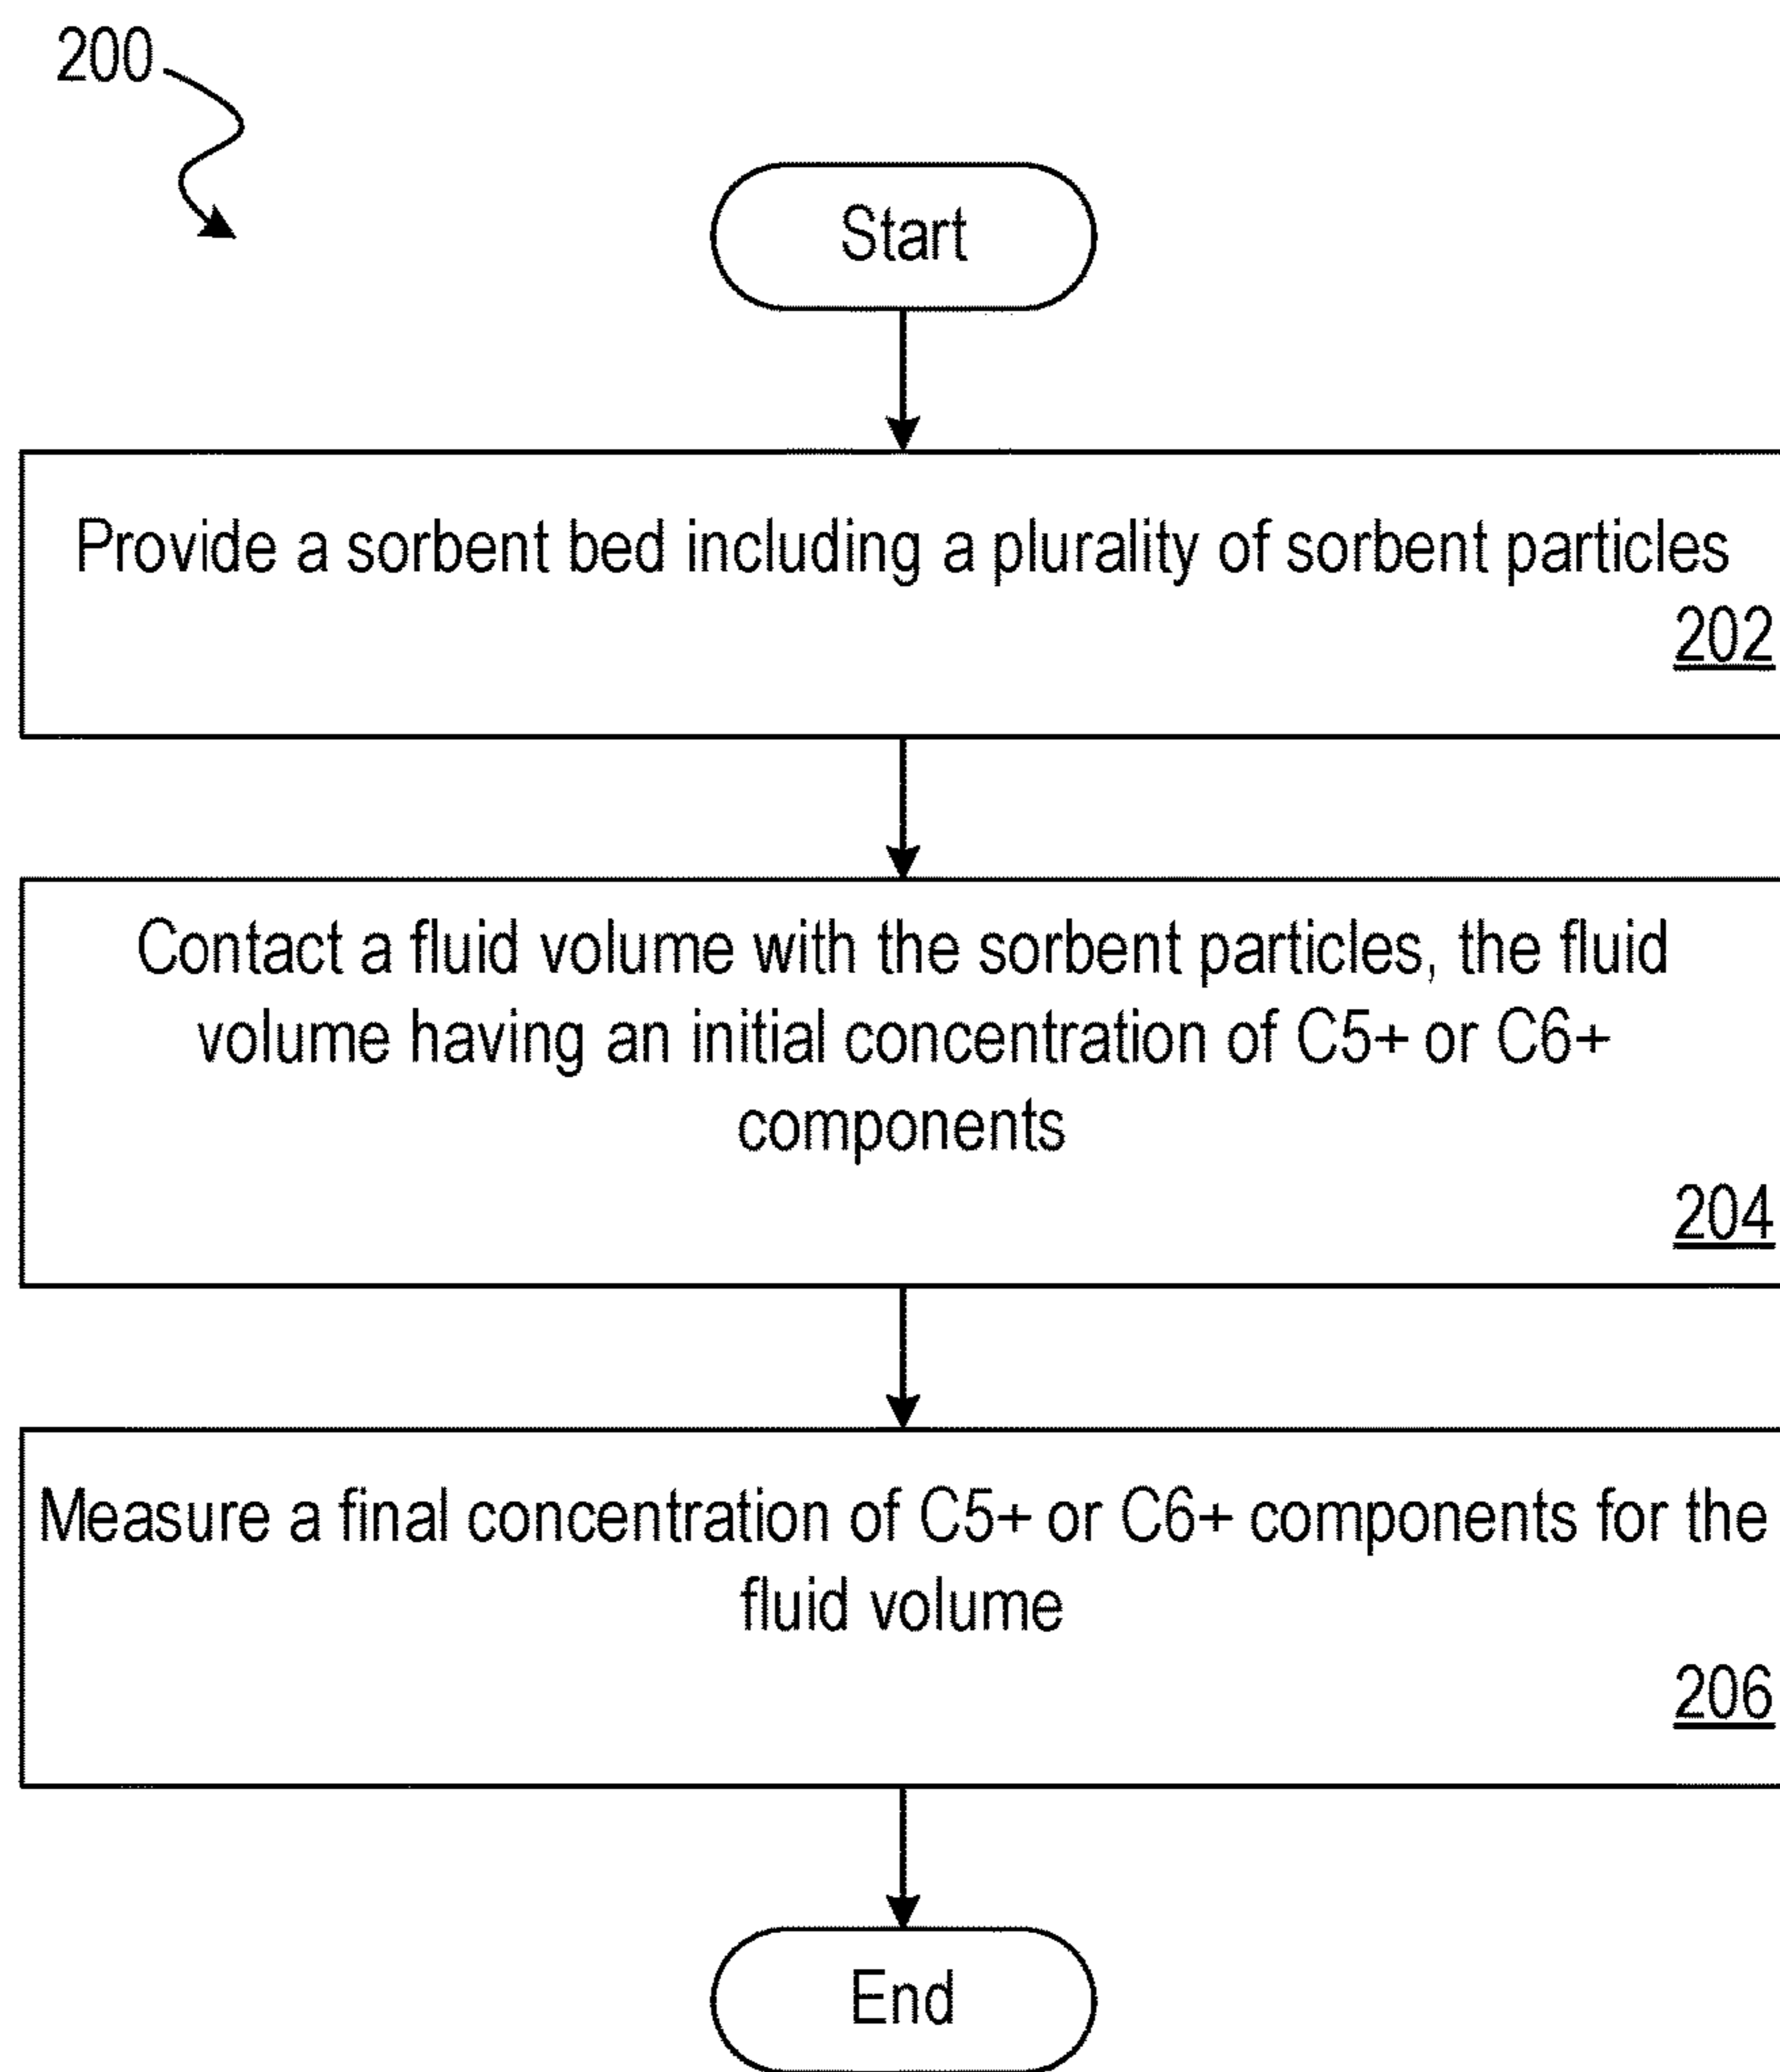 200
Start
Provide a sorbent bed including a plurality of sorbent particles
202
Contact a fluid volume with the sorbent particles, the fluid
volume having an initial concentration of C5+ or C6+
components
204
Measure a final concentration of C5+ or C6+ components for the
fluid volume
206
End